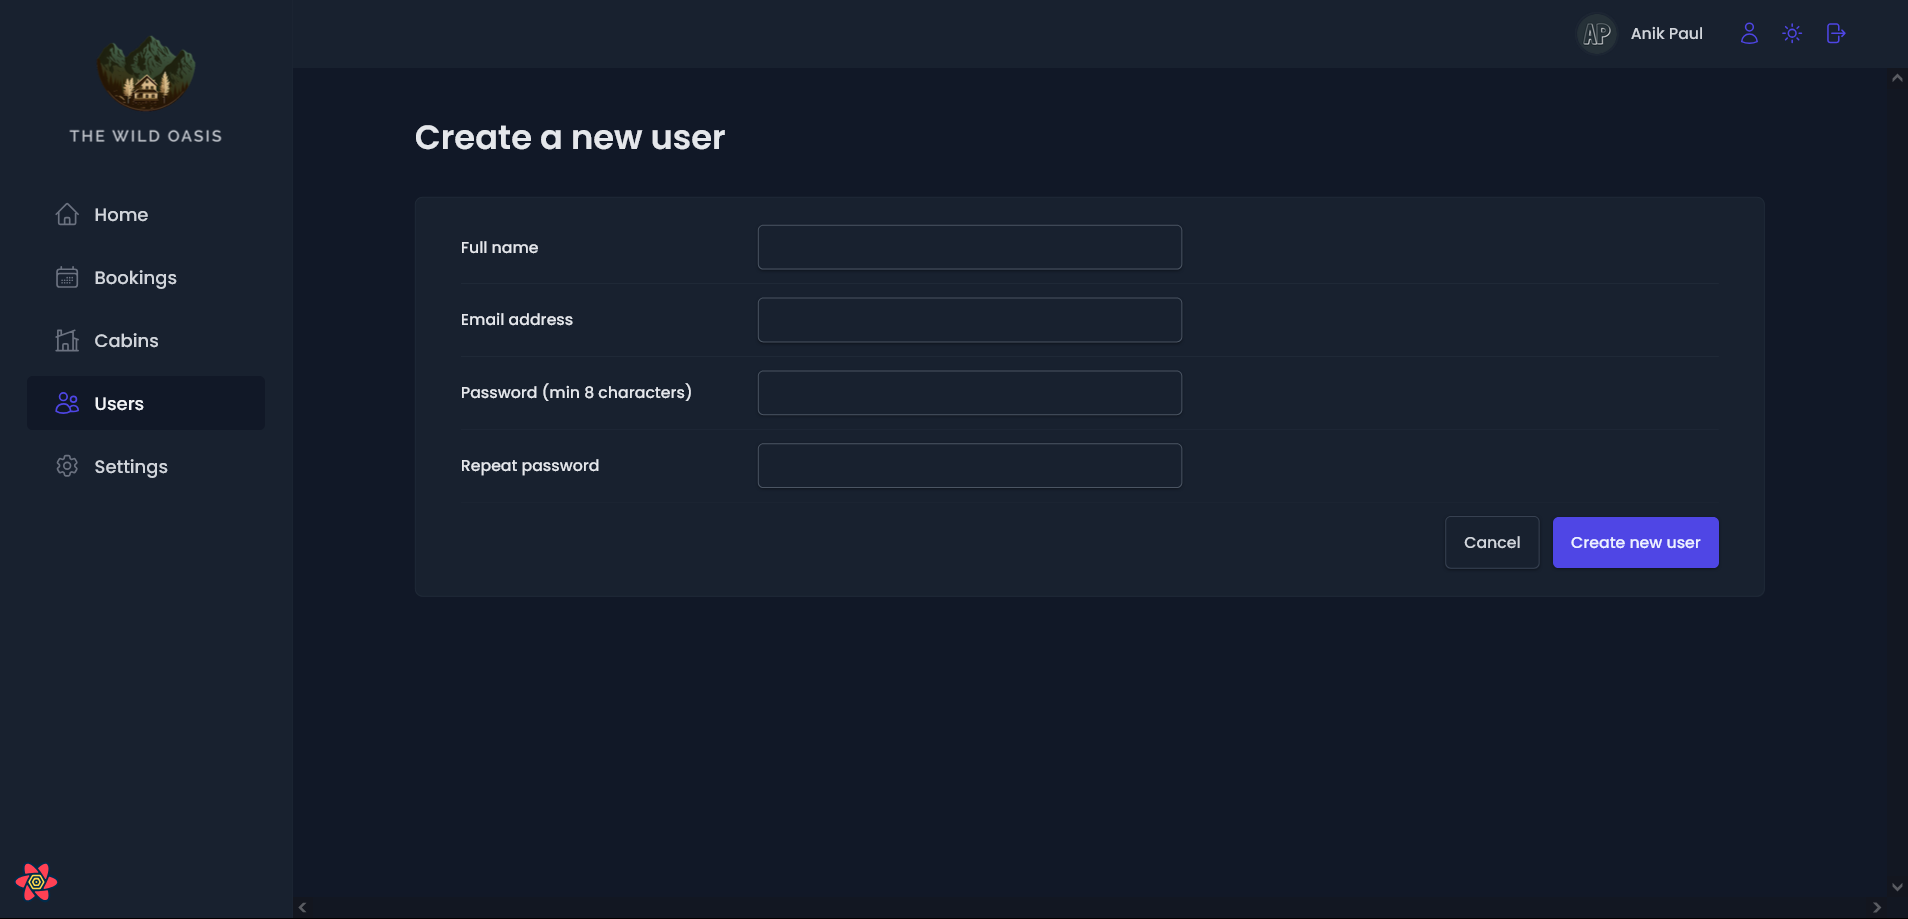 THE WILD OASIS
Home
Bookings
Cabins
Users
Settings
AP Anik Paul
Create a new user
Full name
Email address
Password (min 8 characters)
Repeat password
Cancel
Create new user